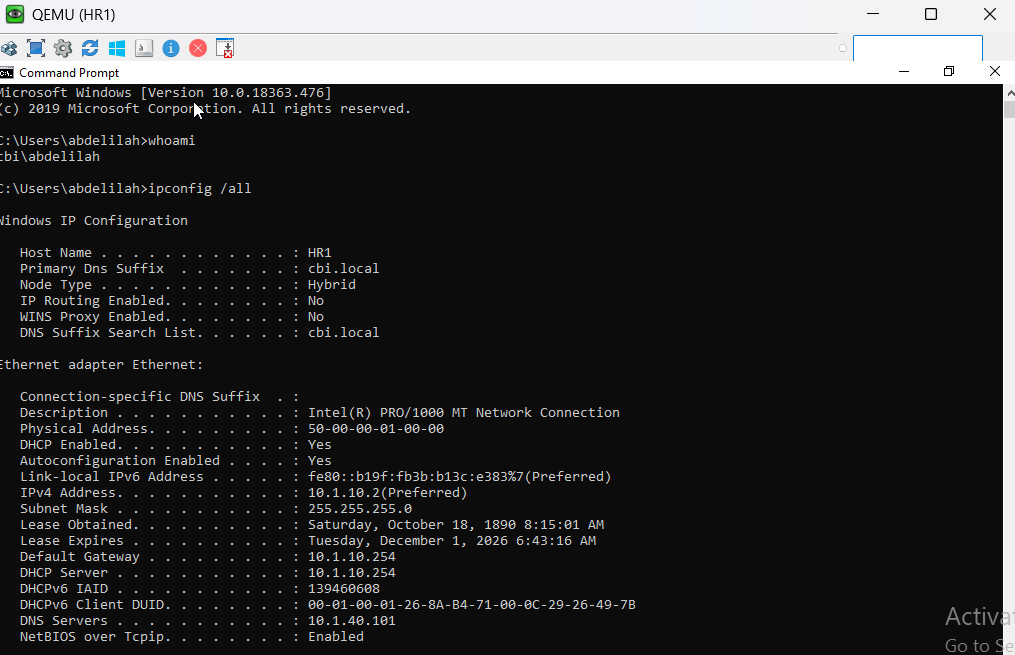 QEMU (HR1)
Command Prompt
Microsoft Windows [Version 10.0.18363.476]
(c) 2019 Microsoft Corporation. All rights reserved.
C:\Users\abdelilah>whoami
cbi\abdelilah
C:\Users\abdelilah>ipconfig /all
Windows IP Configuration
Host Name . . . . . . . . . . . . : HR1
Primary Dns Suffix . . . . . . . : cbi.local
Node Type . . . . . . . . . . . . : Hybrid
IP Routing Enabled. . . . . . . . : No
WINS Proxy Enabled. . . . . . . . : No
DNS Suffix Search List. . . . . . : cbi.local
Ethernet adapter Ethernet:
Connection-specific DNS Suffix . :
Description . . . . . . . . . . . : Intel(R) PRO/1000 MT Network Connection
Physical Address. . . . . . . . . : 50-00-00-01-00-00
DHCP Enabled. . . . . . . . . . . : Yes
Autoconfiguration Enabled . . . . : Yes
Link-local IPv6 Address . . . . . : fe80::b19f:fb3b:b13c:e383%7(Preferred)
IPv4 Address. . . . . . . . . . . : 10.1.10.2(Preferred)
Subnet Mask . . . . . . . . . . . : 255.255.255.0
Lease Obtained. . . . . . . . . . : Saturday, October 18, 1890 8:15:01 AM
Lease Expires . . . . . . . . . . : Tuesday, December 1, 2026 6:43:16 AM
Default Gateway . . . . . . . . . : 10.1.10.254
DHCP Server . . . . . . . . . . . : 10.1.10.254
DHCPv6 IAID . . . . . . . . . . . : 139460608
DHCPv6 Client DUID. . . . . . . . : 00-01-00-01-26-8A-B4-71-00-0C-29-26-49-7B
DNS Servers . . . . . . . . . . . : 10.1.40.101
NetBIOS over Tcpip. . . . . . . . : Enabled
Activat
Go to Se